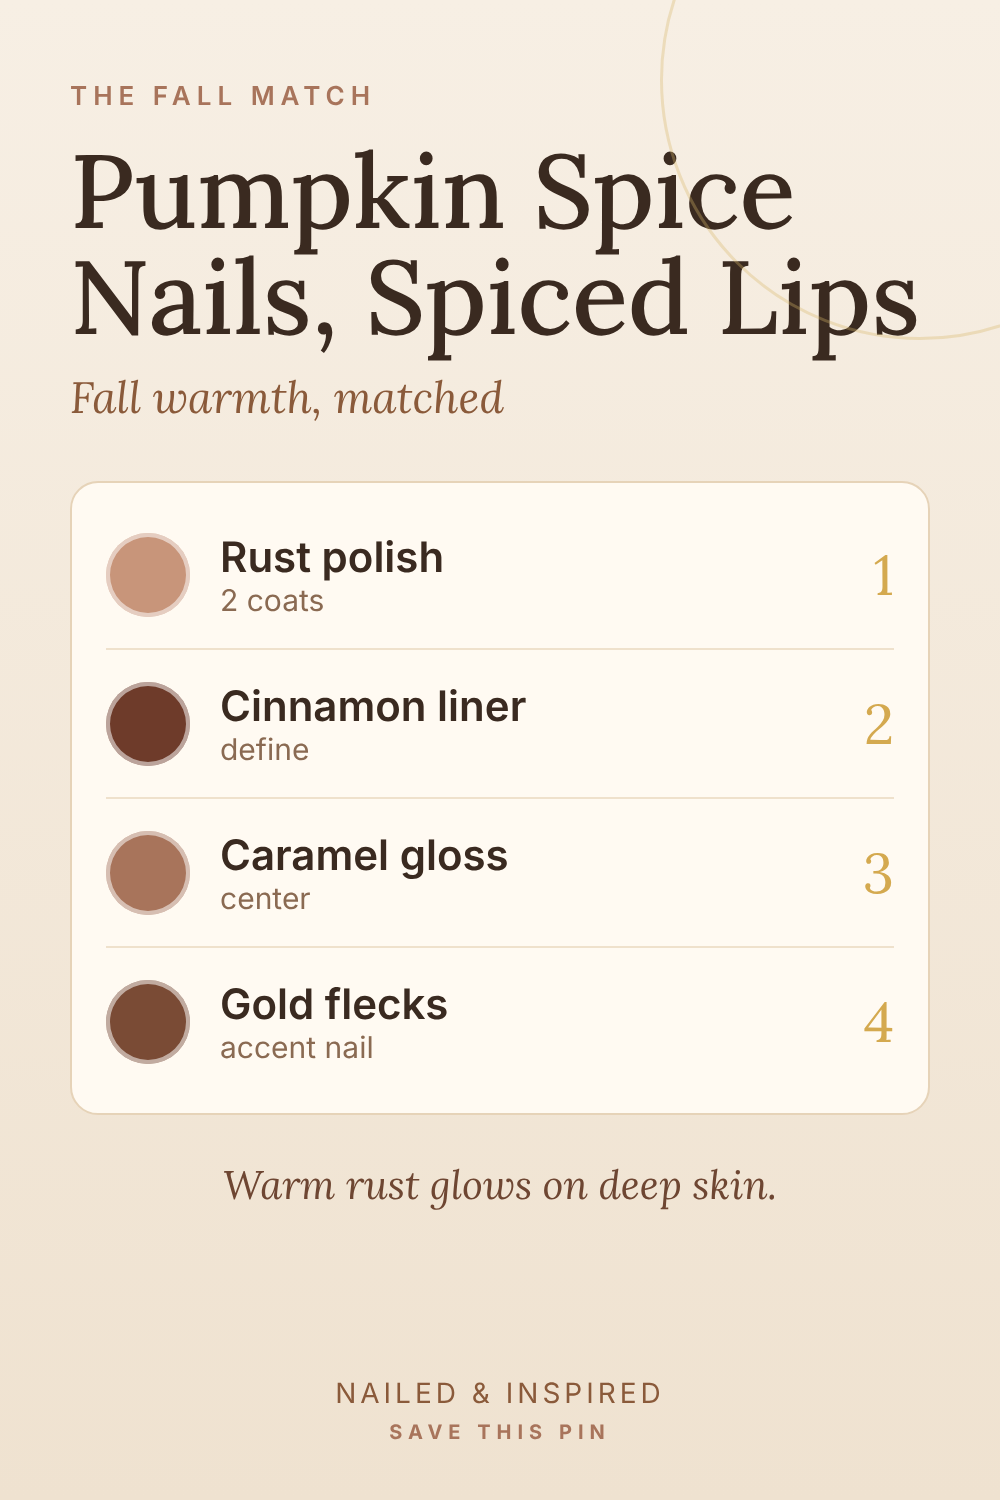 THE FALL MATCH
Pumpkin Spice
Nails, Spiced Lips
Fall warmth, matched
Rust polish
2 coats
1
Cinnamon liner
define
2
Caramel gloss
center
3
Gold flecks
accent nail
4
Warm rust glows on deep skin.
NAILED & INSPIRED
SAVE THIS PIN